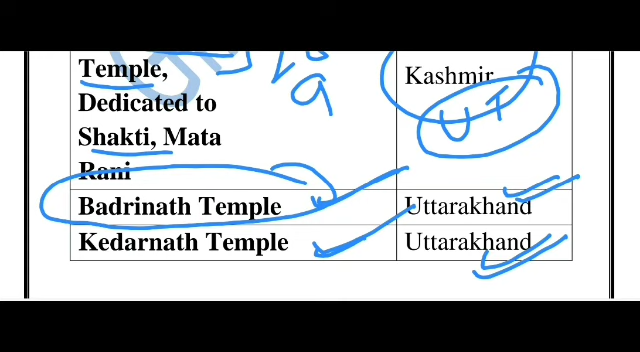 Temple,
Kashmir
Dedicated to
UT
Shakti, Mata
Rani
Badrinath Temple Uttarakhand
Kedarnath Temple Uttarakhand